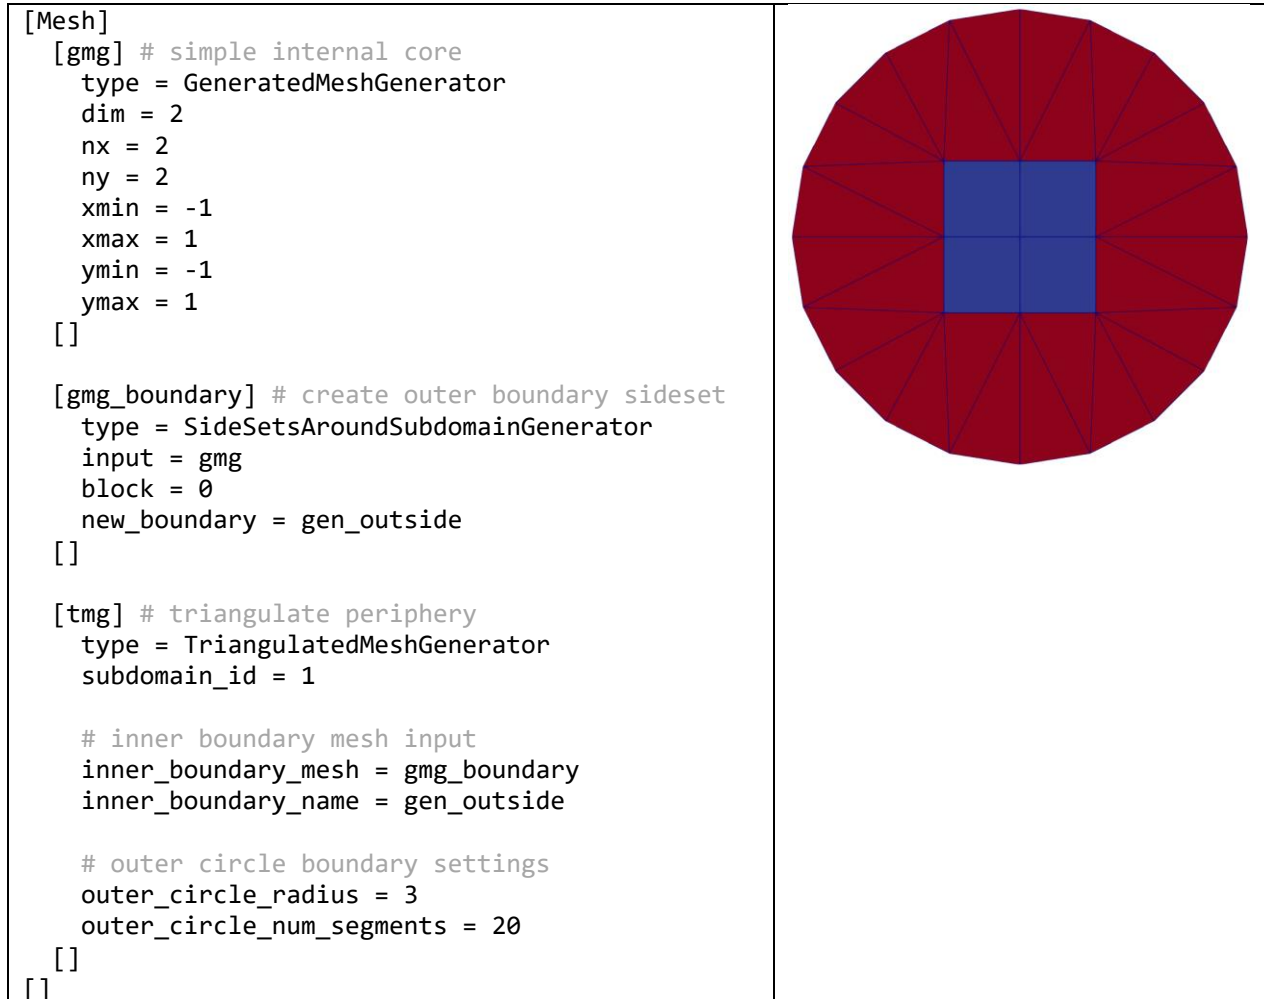 [Mesh]
  [gmg] # simple internal core
    type = GeneratedMeshGenerator
    dim = 2
    nx = 2
    ny = 2
    xmin = -1
    xmax = 1
    ymin = -1
    ymax = 1
  []
  [gmg_boundary] # create outer boundary sideset
    type = SideSetsAroundSubdomainGenerator
    input = gmg
    block = 0
    new_boundary = gen_outside
  []
  [tmg] # triangulate periphery
    type = TriangulatedMeshGenerator
    subdomain_id = 1
    # inner boundary mesh input
    inner_boundary_mesh = gmg_boundary
    inner_boundary_name = gen_outside
    # outer circle boundary settings
    outer_circle_radius = 3
    outer_circle_num_segments = 20
  []
[]